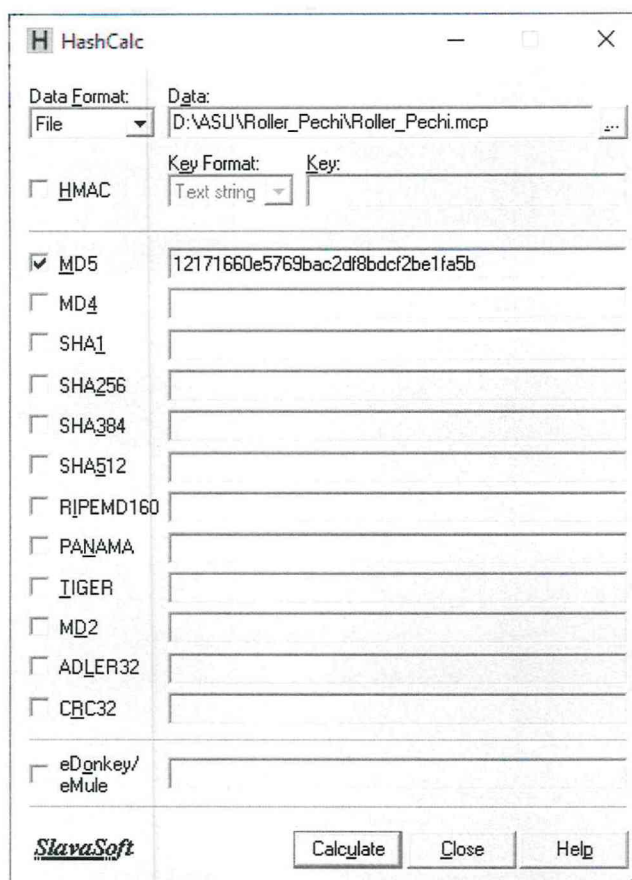 HashCalc
Data Format: Data:
File D:\ASU\Roller_Pechi\Roller_Pechi.mcp ...
Key Format: Key:
HMAC Text string
MD5 12171660e5769bac2df8bdcf2be1fa5b
MD4
SHA1
SHA256
SHA384
SHA512
RIPEMD160
PANAMA
TIGER
MD2
ADLER32
CRC32
eDonkey/
eMule
SlavaSoft Calculate Close Help